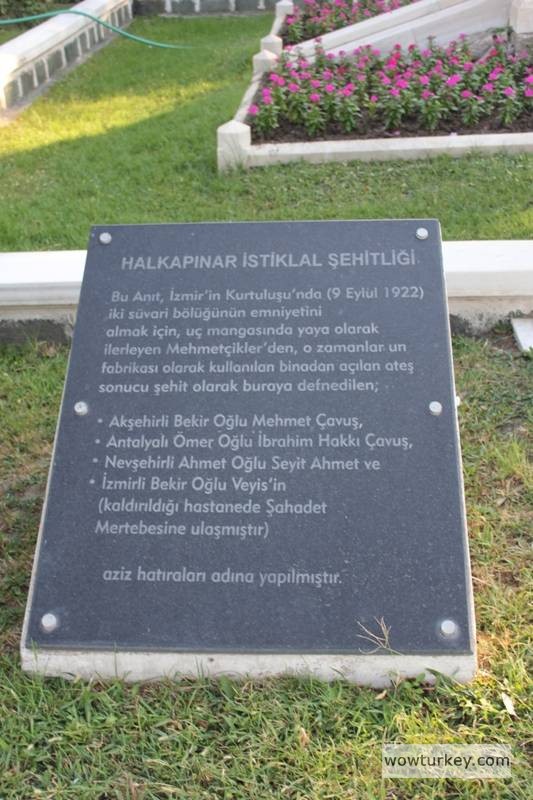 HALKAPINAR İSTİKLAL ŞEHİTLİĞİ
Bu Anıt, İzmir'in Kurtuluşu'nda (9 Eylül 1922)
iki süvari bölüğünün emniyetini
almak için, uç mangasında yaya olarak
ilerleyen Mehmetçikler'den, o zamanlar un
fabrikası olarak kullanılan binadan açılan ateş
sonucu şehit olarak buraya defnedilen;
• Akşehirli Bekir Oğlu Mehmet Çavuş,
• Antalyalı Ömer Oğlu İbrahim Hakkı Çavuş,
• Nevşehirli Ahmet Oğlu Seyit Ahmet ve
• İzmirli Bekir Oğlu Veyis'in
(kaldırıldığı hastanede Şahadet
Mertebesine ulaşmıştır)
aziz hatıraları adına yapılmıştır.
wowturkey.com